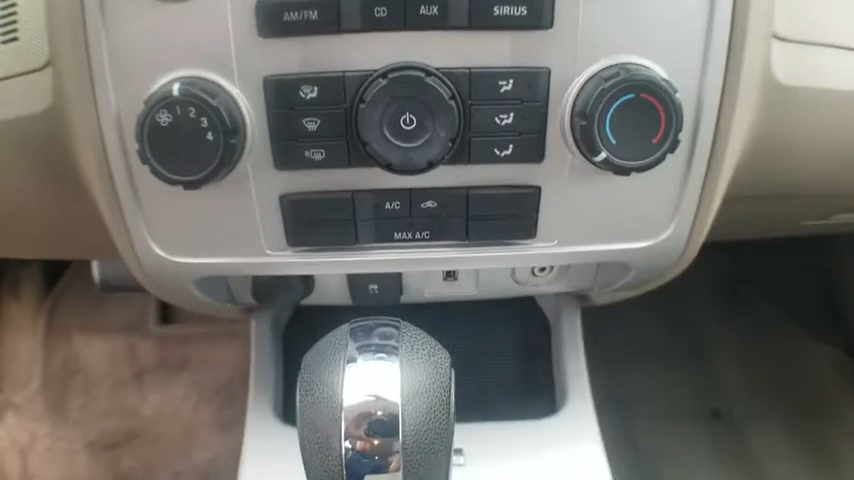 AM/FM CD AUX SIRIUS
1 2 3 4
R
A/C
MAX A/C